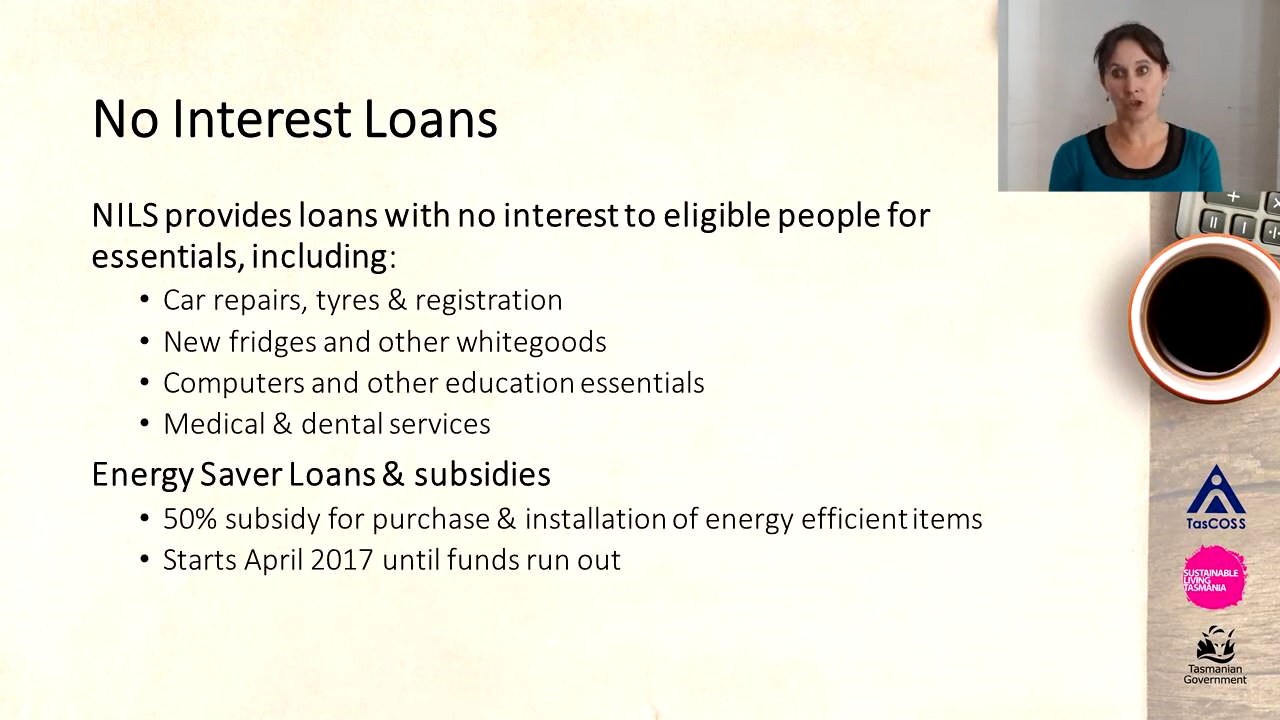 No Interest Loans
NILS provides loans with no interest to eligible people for
essentials, including:
• Car repairs, tyres & registration
• New fridges and other whitegoods
• Computers and other education essentials
• Medical & dental services
Energy Saver Loans & subsidies
• 50% subsidy for purchase & installation of energy efficient items
• Starts April 2017 until funds run out
TasCOSS
SUSTAINABLE
LIVING
TASMANIA
Tasmanian
Government